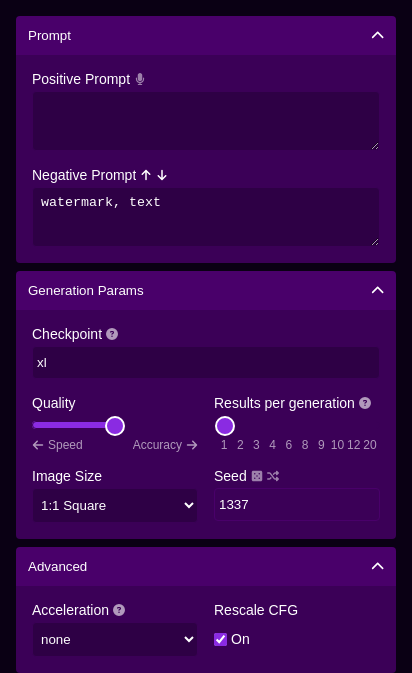 Prompt
Positive Prompt
Negative Prompt ↑ ↓
watermark, text
Generation Params
Checkpoint ?
xl
Quality
Results per generation ?
← Speed
Accuracy →
1 2 3 4 6 8 9 10 12 20
Image Size
Seed
1:1 Square
1337
Advanced
Acceleration ?
Rescale CFG
none
On